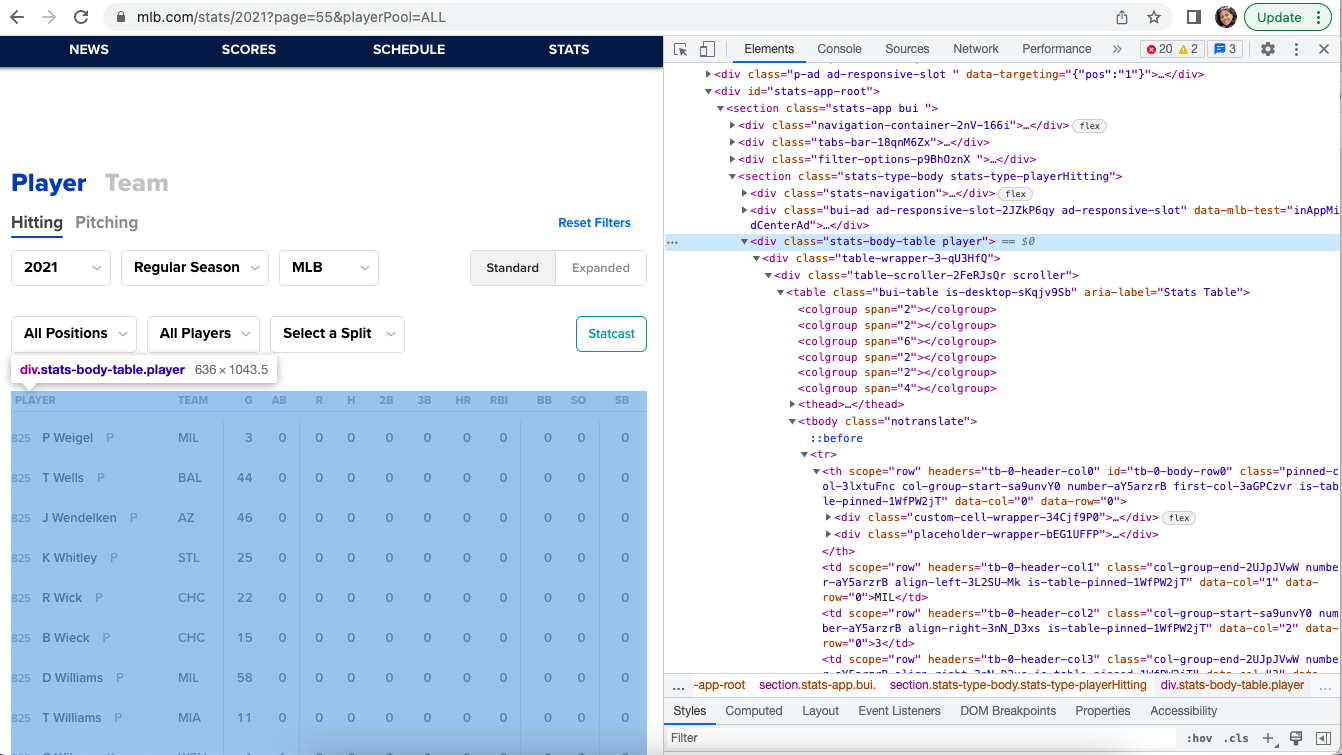 mlb.com/stats/2021?page=55&playerPool=ALL
Update
NEWS SCORES SCHEDULE STATS
Player Team
Hitting Pitching
Reset Filters
2021 Regular Season MLB
Standard Expanded
All Positions All Players Select a Split
Statcast
div.stats-body-table.player 636 × 1043.5
PLAYER TEAM G AB R H 2B 3B HR RBI BB SO SB
825 P Weigel P MIL 3 0 0 0 0 0 0 0 0 0 0
825 T Wells P BAL 44 0 0 0 0 0 0 0 0 0 0
825 J Wendelken P AZ 46 0 0 0 0 0 0 0 0 0 0
825 K Whitley P STL 25 0 0 0 0 0 0 0 0 0 0
825 R Wick P CHC 22 0 0 0 0 0 0 0 0 0 0
825 B Wieck P CHC 15 0 0 0 0 0 0 0 0 0 0
825 D Williams P MIL 58 0 0 0 0 0 0 0 0 0 0
825 T Williams P MIA 11 0 0 0 0 0 0 0 0 0 0
Elements Console Sources Network Performance » 20 2 3
<div class="p-ad ad-responsive-slot " data-targeting="{"pos":"1"}">…</div>
<div id="stats-app-root">
<section class="stats-app bui ">
<div class="navigation-container-2nV-166i">…</div> flex
<div class="tabs-bar-18qnM6Zx">…</div>
<div class="filter-options-p9BhOznX ">…</div>
<section class="stats-type-body stats-type-playerHitting">
<div class="stats-navigation">…</div> flex
<div class="bui-ad ad-responsive-slot-2JZkP6qy ad-responsive-slot" data-mlb-test="inAppMi
dCenterAd">…</div>
… <div class="stats-body-table player"> == $0
<div class="table-wrapper-3-qU3HfQ">
<div class="table-scroller-2FeRJsQr scroller">
<table class="bui-table is-desktop-sKqjv9Sb" aria-label="Stats Table">
<colgroup span="2"></colgroup>
<colgroup span="2"></colgroup>
<colgroup span="6"></colgroup>
<colgroup span="2"></colgroup>
<colgroup span="2"></colgroup>
<colgroup span="4"></colgroup>
<thead>…</thead>
<tbody class="notranslate">
::before
<tr>
<th scope="row" headers="tb-0-header-col0" id="tb-0-body-row0" class="pinned-c
ol-3lxtuFnc col-group-start-sa9unvY0 number-aY5arzrB first-col-3aGPCzvr is-tab
le-pinned-1WfPW2jT" data-col="0" data-row="0">
<div class="custom-cell-wrapper-34Cjf9P0">…</div> flex
<div class="placeholder-wrapper-bEG1UFFP">…</div>
</th>
<td scope="row" headers="tb-0-header-col1" class="col-group-end-2UJpJVwW numbe
r-aY5arzrB align-left-3L2SU-Mk is-table-pinned-1WfPW2jT" data-col="1" data-
row="0">MIL</td>
<td scope="row" headers="tb-0-header-col2" class="col-group-start-sa9unvY0 num
ber-aY5arzrB align-right-3nN_D3xs is-table-pinned-1WfPW2jT" data-col="2" data-
row="0">3</td>
<td scope="row" headers="tb-0-header-col3" class="col-group-end-2UJpJVwW numbe
… -app-root section.stats-app.bui. section.stats-type-body.stats-type-playerHitting div.stats-body-table.player …
Styles Computed Layout Event Listeners DOM Breakpoints Properties Accessibility
Filter :hov .cls